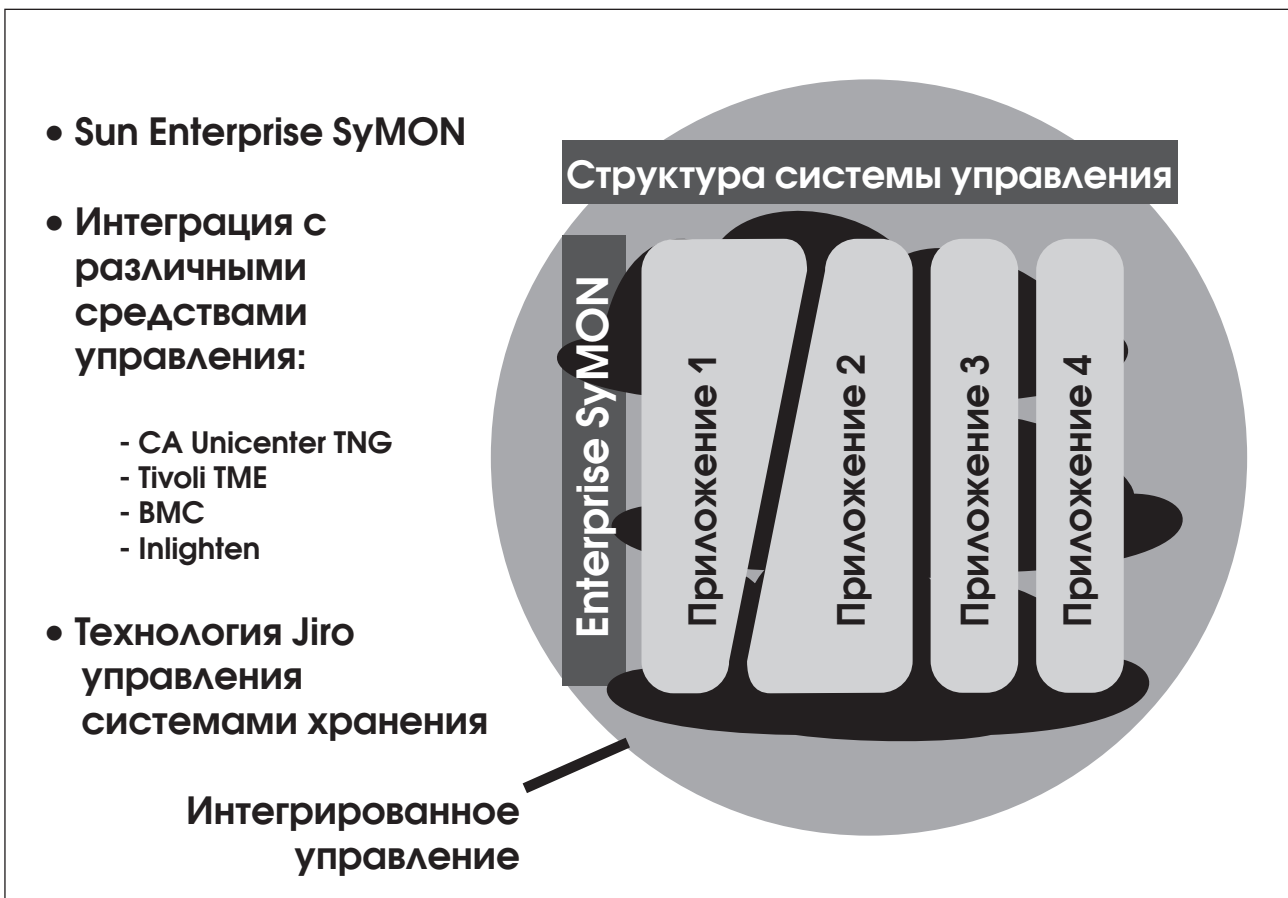 • Sun Enterprise SyMON
• Интеграция с
различными
средствами
управления:
- CA Unicenter TNG
- Tivoli TME
- BMC
- Inlighten
• Технология Jiro
управления
системами хранения
Интегрированное
управление
Структура системы управления
Enterprise SyMON
Приложение 1
Приложение 2
Приложение 3
Приложение 4